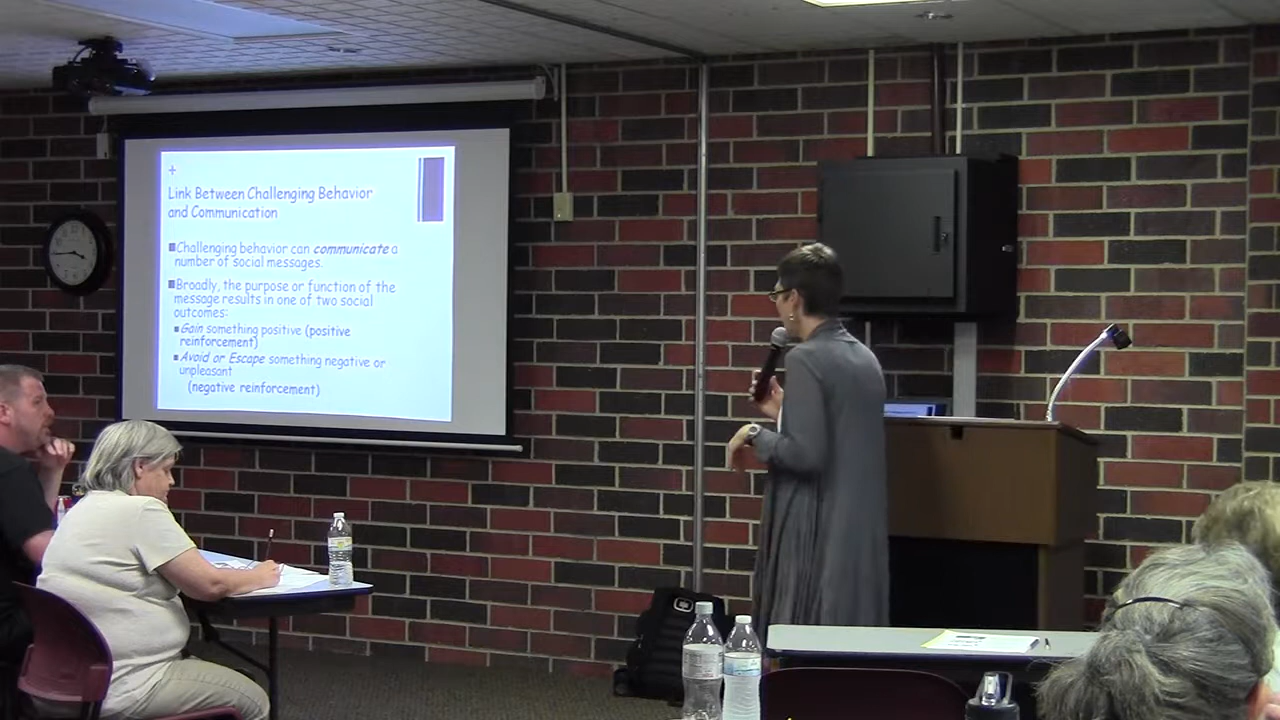 +
Link Between Challenging Behavior
and Communication
Challenging behavior can communicate a
number of social messages.
Broadly, the purpose or function of the
message results in one of two social
outcomes:
Gain something positive (positive
reinforcement)
Avoid or Escape something negative or
unpleasant
(negative reinforcement)